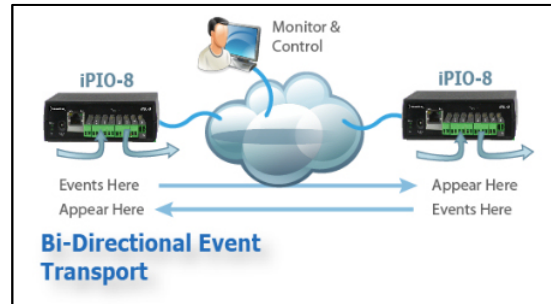 Monitor &
Control
iPIO-8
iPIO-8
Events Here
Appear Here
Appear Here
Events Here
Bi-Directional Event
Transport